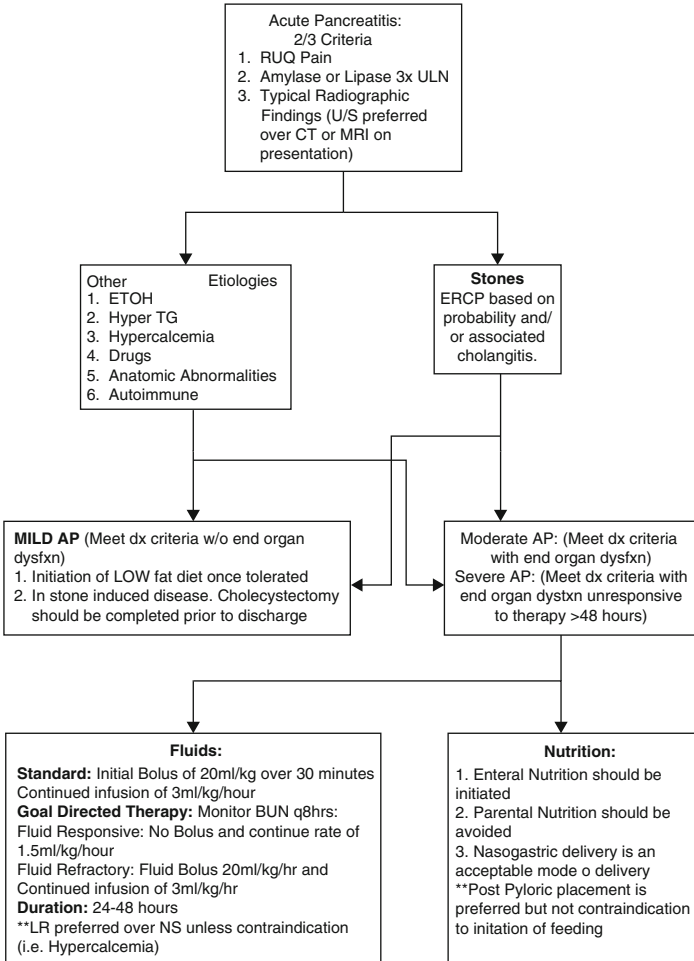 Acute Pancreatitis:
2/3 Criteria
1. RUQ Pain
2. Amylase or Lipase 3x ULN
3. Typical Radiographic
Findings (U/S preferred
over CT or MRI on
presentation)
Other Etiologies
1. ETOH
2. Hyper TG
3. Hypercalcemia
4. Drugs
5. Anatomic Abnormalities
6. Autoimmune
Stones
ERCP based on
probability and/
or associated
cholangitis.
MILD AP (Meet dx criteria w/o end organ
dysfxn)
1. Initiation of LOW fat diet once tolerated
2. In stone induced disease. Cholecystectomy
should be completed prior to discharge
Moderate AP: (Meet dx criteria
with end organ dysfxn)
Severe AP: (Meet dx criteria with
end organ dystxn unresponsive
to therapy >48 hours)
Fluids:
Standard: Initial Bolus of 20ml/kg over 30 minutes
Continued infusion of 3ml/kg/hour
Goal Directed Therapy: Monitor BUN q8hrs:
Fluid Responsive: No Bolus and continue rate of
1.5ml/kg/hour
Fluid Refractory: Fluid Bolus 20ml/kg/hr and
Continued infusion of 3ml/kg/hr
Duration: 24-48 hours
**LR preferred over NS unless contraindication
(i.e. Hypercalcemia)
Nutrition:
1. Enteral Nutrition should be
initiated
2. Parental Nutrition should be
avoided
3. Nasogastric delivery is an
acceptable mode o delivery
**Post Pyloric placement is
preferred but not contraindication
to initation of feeding